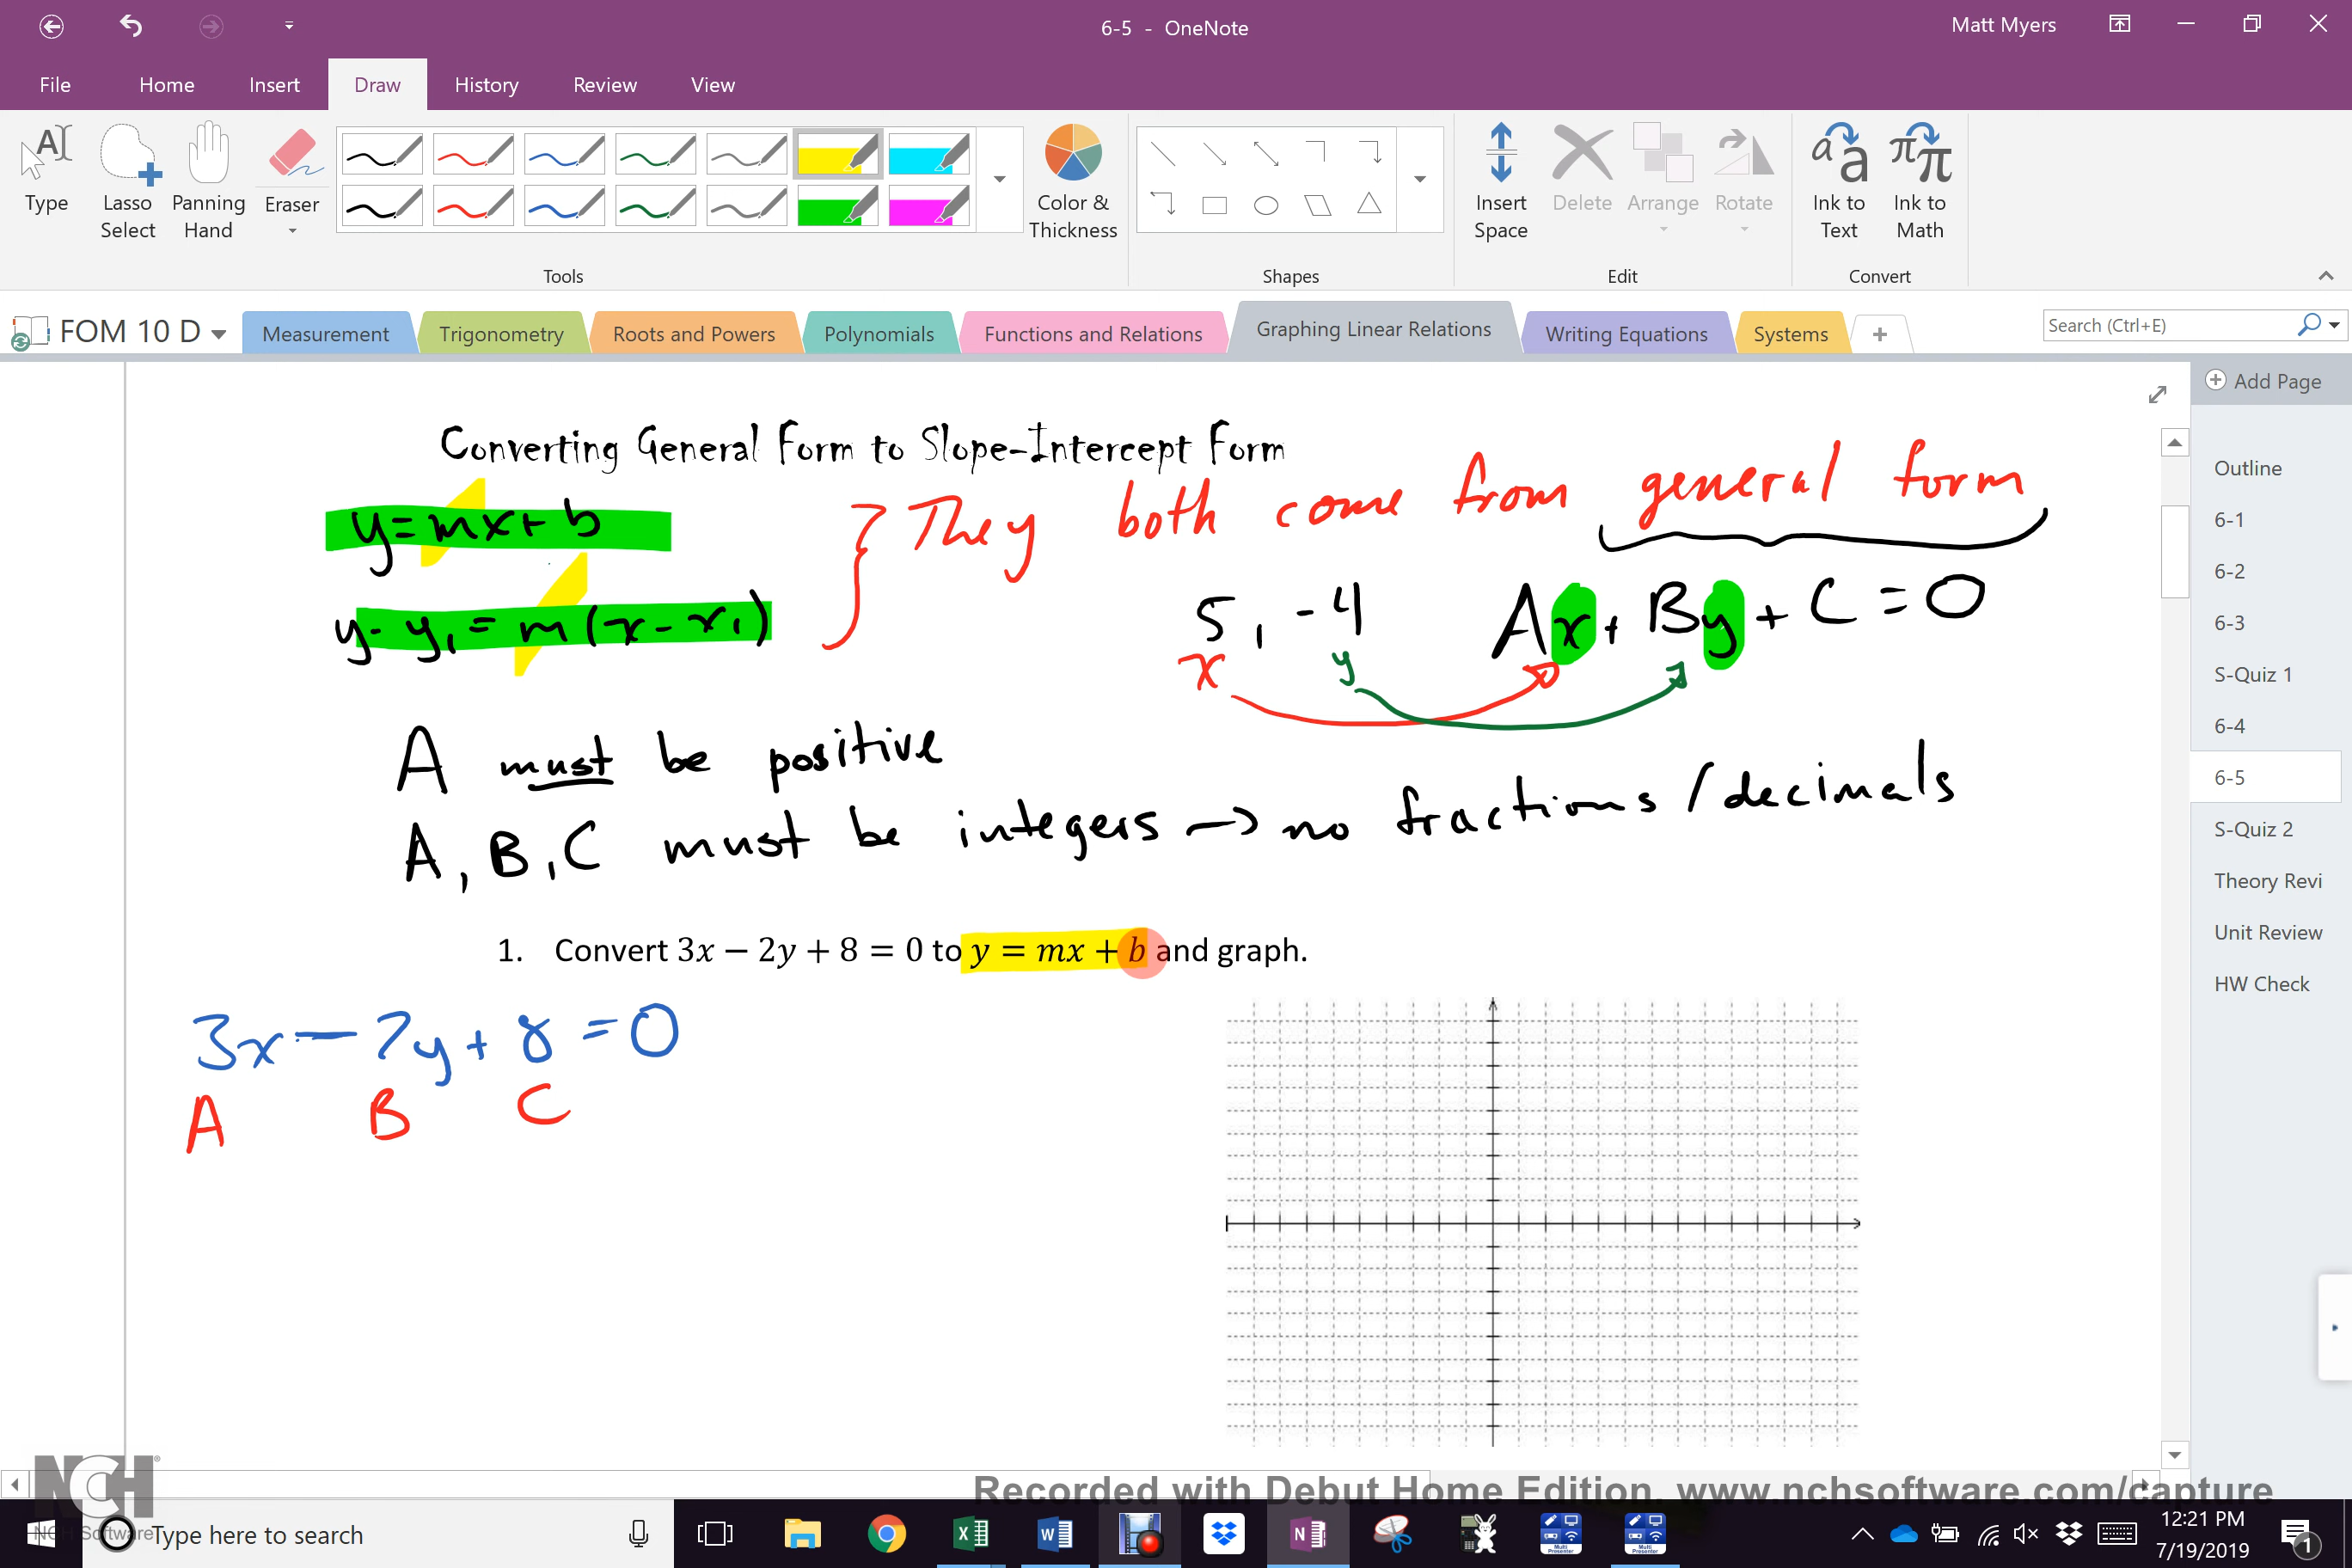 6-5 - OneNote
Matt Myers
File Home Insert Draw History Review View
Type
Lasso Select
Panning Hand
Eraser
Color & Thickness
Insert Space
Delete
Arrange
Rotate
Ink to Text
Ink to Math
Tools Shapes Edit Convert
FOM 10 D Measurement Trigonometry Roots and Powers Polynomials Functions and Relations Graphing Linear Relations Writing Equations Systems +
Search (Ctrl+E)
Add Page
Outline
6-1
6-2
6-3
S-Quiz 1
6-4
6-5
S-Quiz 2
Theory Revi
Unit Review
HW Check
Converting General Form to Slope-Intercept Form
y = mx + b
y - y₁ = m(x - x₁)
} They both come from general form
5, -4 Ax + By + C = 0
x y
A must be positive
A, B, C must be integers → no fractions / decimals
1. Convert 3x − 2y + 8 = 0 to y = mx + b and graph.
3x - 2y + 8 = 0
A B C
NCH®
NCH Software
Recorded with Debut Home Edition. www.nchsoftware.com/capture
Type here to search
12:21 PM
7/19/2019
1